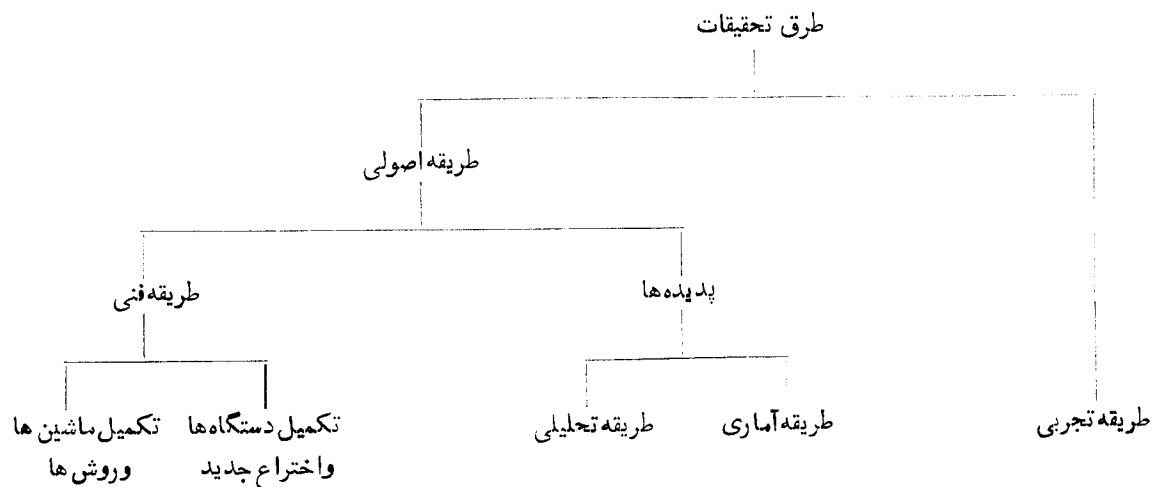 طرق تحقیقات
طریقه اصولی
پدیده‌ها
طریقه فنی
طریقه تجربی
طریقه آماری
طریقه تحلیلی
تکمیل دستگاه‌ها
واختراع جدید
تکمیل ماشین ها
وروش ها